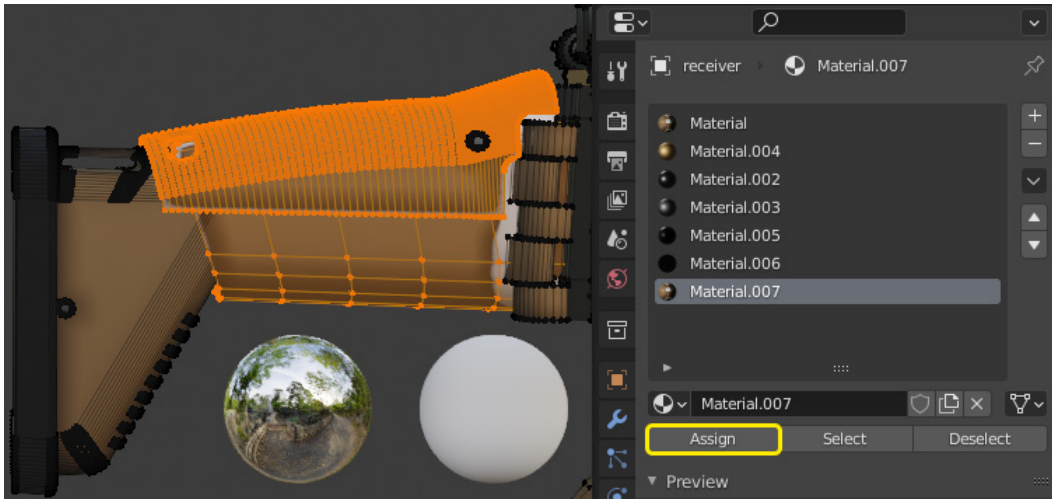 receiver Material.007
Material
Material.004
Material.002
Material.003
Material.005
Material.006
Material.007
Material.007
Assign Select Deselect
Preview